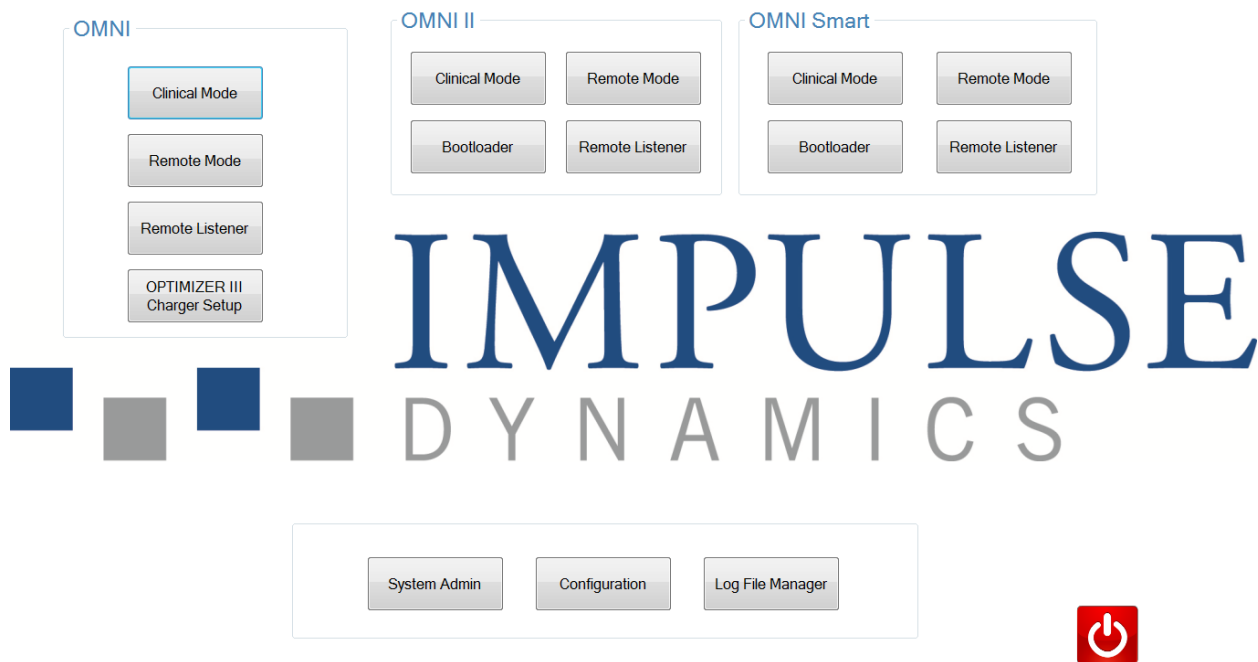 OMNI
Clinical Mode
Remote Mode
Remote Listener
OPTIMIZER III
Charger Setup
OMNI II
Clinical Mode
Remote Mode
Bootloader
Remote Listener
OMNI Smart
Clinical Mode
Remote Mode
Bootloader
Remote Listener
IMPULSE
DYNAMICS
System Admin
Configuration
Log File Manager